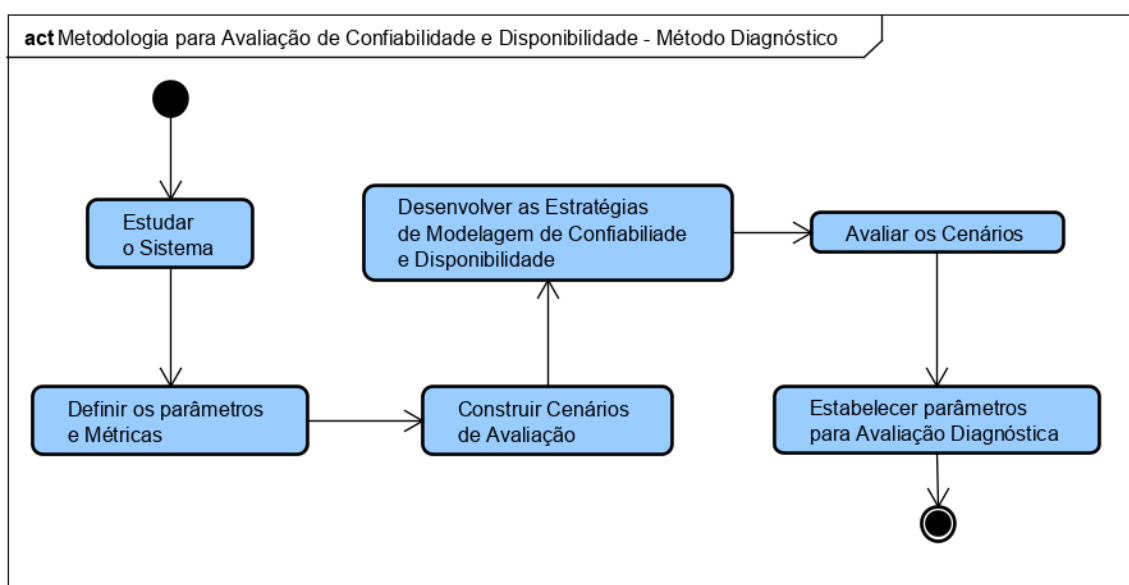 act Metodologia para Avaliação de Confiabilidade e Disponibilidade - Método Diagnóstico
Estudar
o Sistema
Definir os parâmetros
e Métricas
Construir Cenários
de Avaliação
Desenvolver as Estratégias
de Modelagem de Confiabiliade
e Disponibilidade
Avaliar os Cenários
Estabelecer parâmetros
para Avaliação Diagnóstica